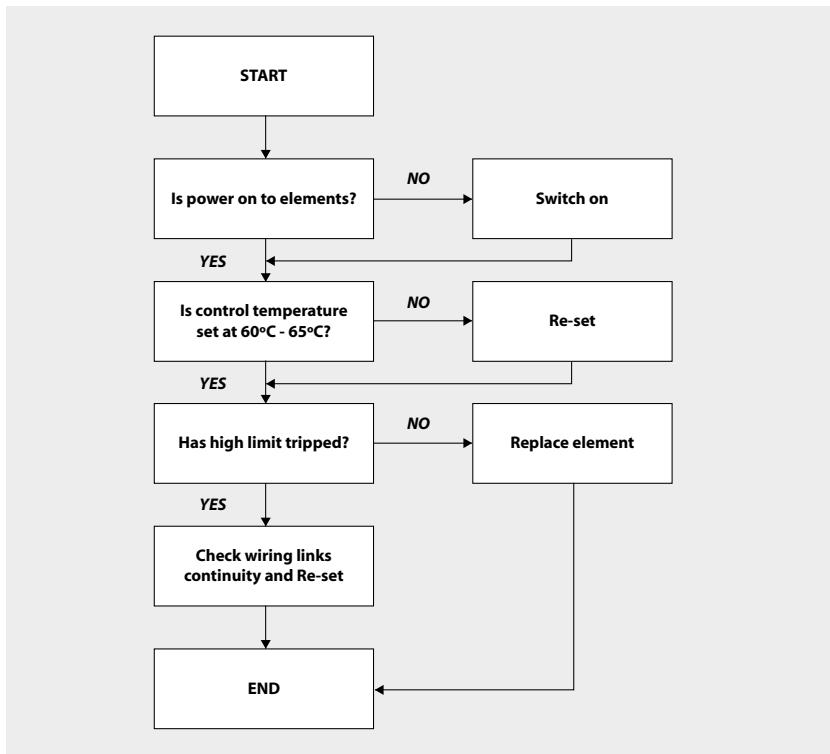 START
Is power on to elements?
NO
Switch on
YES
Is control temperature
set at 60ºC - 65ºC?
NO
Re-set
YES
Has high limit tripped?
NO
Replace element
YES
Check wiring links
continuity and Re-set
END